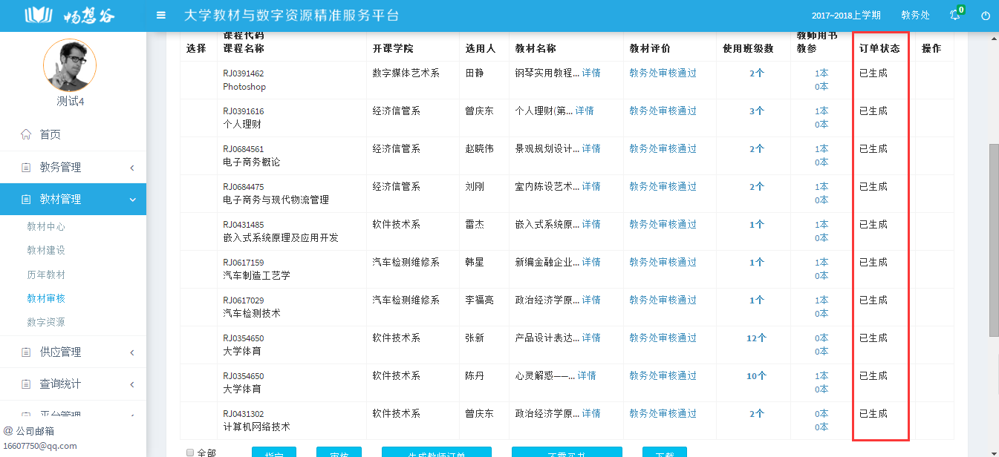 畅想谷
大学教材与数字资源精准服务平台
2017~2018上学期 教务处 0
测试4
首页
教务管理
教材管理
教材中心
教材建设
历年教材
教材审核
数字资源
供应管理
查询统计
平台管理
@ 公司邮箱
16607750@qq.com
选择 课程代码 课程名称 开课学院 选用人 教材名称 教材评价 使用班级数 教师用书 教参 订单状态 操作
RJ0391462 数字媒体艺术系 田静 钢琴实用教程... 详情 教务处审核通过 2个 1本 已生成
Photoshop 0本
RJ0391616 经济信管系 曾庆东 个人理财(第... 详情 教务处审核通过 3个 1本 已生成
个人理财 0本
RJ0684561 经济信管系 赵晓伟 景观规划设计... 详情 教务处审核通过 2个 1本 已生成
电子商务概论 0本
RJ0684475 经济信管系 刘刚 室内陈设艺术... 详情 教务处审核通过 2个 1本 已生成
电子商务与现代物流管理 0本
RJ0431485 软件技术系 雷杰 嵌入式系统原... 详情 教务处审核通过 1个 1本 已生成
嵌入式系统原理及应用开发 0本
RJ0617159 汽车检测维修系 韩星 新编金融企业... 详情 教务处审核通过 1个 1本 已生成
汽车制造工艺学 0本
RJ0617029 汽车检测维修系 李福亮 政治经济学原... 详情 教务处审核通过 1个 1本 已生成
汽车检测技术 0本
RJ0354650 软件技术系 张新 产品设计表达... 详情 教务处审核通过 12个 0本 已生成
大学体育 0本
RJ0354650 软件技术系 陈丹 心灵解惑——... 详情 教务处审核通过 10个 1本 已生成
大学体育 0本
RJ0431302 软件技术系 曾庆东 政治经济学原... 详情 教务处审核通过 2个 0本 已生成
计算机网络技术 0本
全部 指定 审核 生成教师订单 不需买书 下载